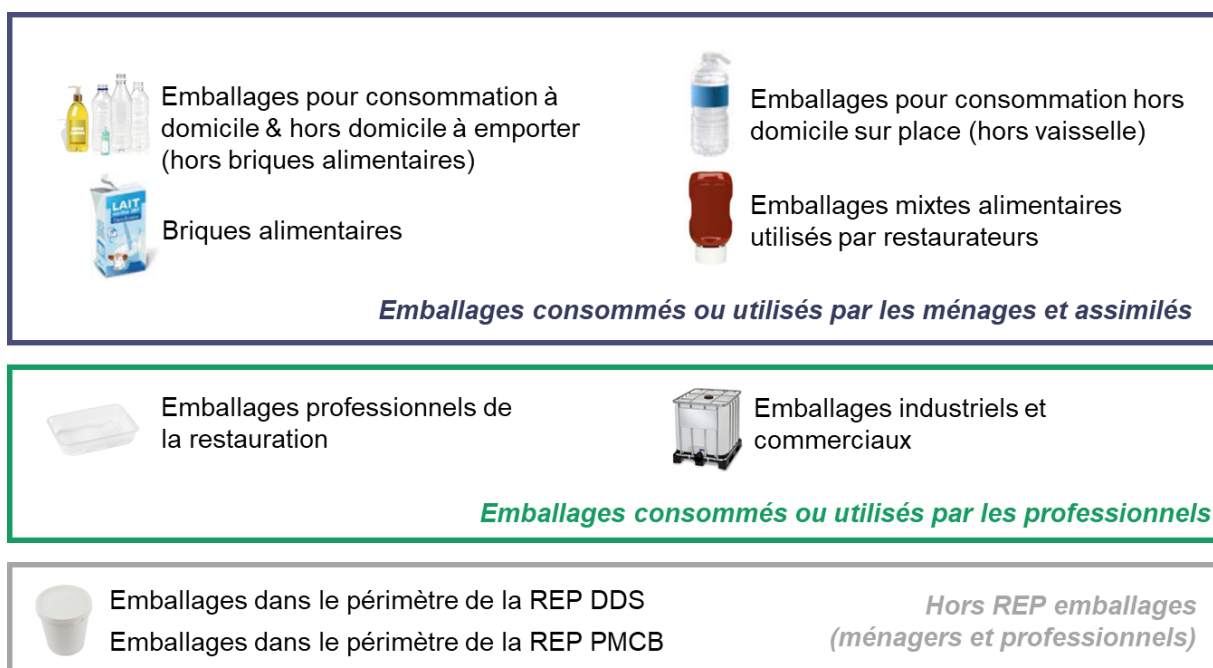 Emballages pour consommation à
domicile & hors domicile à emporter
(hors briques alimentaires)
Emballages pour consommation hors
domicile sur place (hors vaisselle)
LAIT
Briques alimentaires
Emballages mixtes alimentaires
utilisés par restaurateurs
Emballages consommés ou utilisés par les ménages et assimilés
Emballages professionnels de
la restauration
Emballages industriels et
commerciaux
Emballages consommés ou utilisés par les professionnels
Emballages dans le périmètre de la REP DDS
Emballages dans le périmètre de la REP PMCB
Hors REP emballages
(ménagers et professionnels)